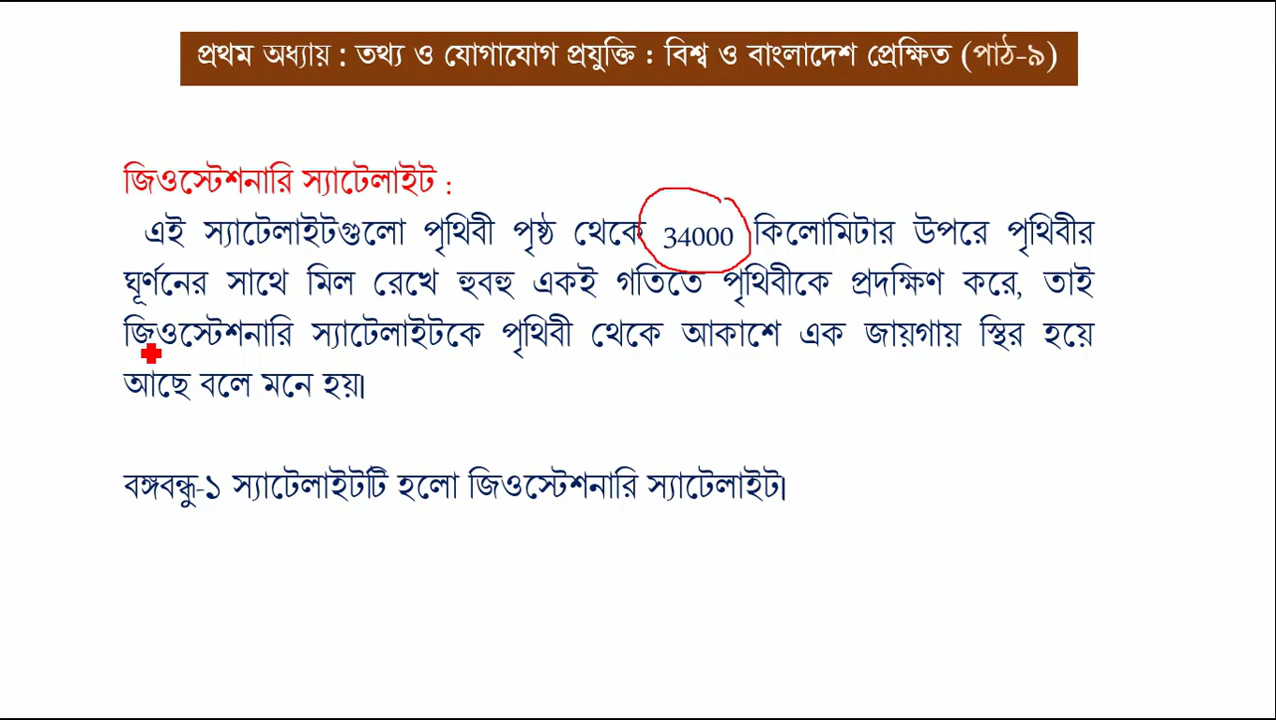 প্রথম অধ্যায় : তথ্য ও যোগাযোগ প্রযুক্তি : বিশ্ব ও বাংলাদেশ প্রেক্ষিত (পাঠ-৯)
জিওস্টেশনারি স্যাটেলাইট :
এই স্যাটেলাইটগুলো পৃথিবী পৃষ্ঠ থেকে 34000 কিলোমিটার উপরে পৃথিবীর
ঘূর্ণনের সাথে মিল রেখে হুবহু একই গতিতে পৃথিবীকে প্রদক্ষিণ করে, তাই
জিওস্টেশনারি স্যাটেলাইটকে পৃথিবী থেকে আকাশে এক জায়গায় স্থির হয়ে
আছে বলে মনে হয়।
বঙ্গবন্ধু-১ স্যাটেলাইটটি হলো জিওস্টেশনারি স্যাটেলাইট।